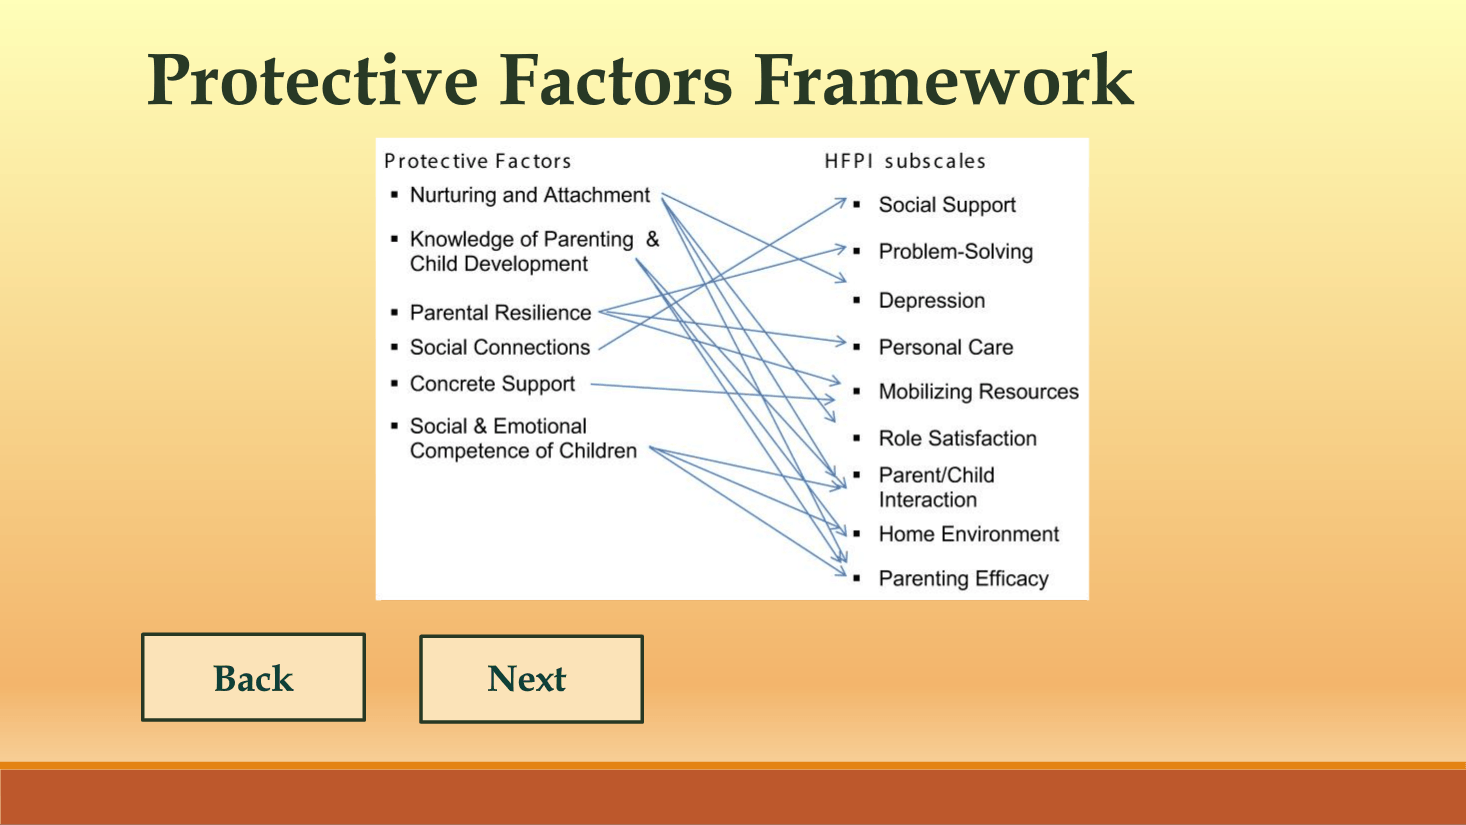 Protective Factors Framework
Protective Factors
▪ Nurturing and Attachment
▪ Knowledge of Parenting &
Child Development
▪ Parental Resilience
▪ Social Connections
▪ Concrete Support
▪ Social & Emotional
Competence of Children
HFPI subscales
▪ Social Support
▪ Problem-Solving
▪ Depression
▪ Personal Care
▪ Mobilizing Resources
▪ Role Satisfaction
▪ Parent/Child
Interaction
▪ Home Environment
▪ Parenting Efficacy
Back
Next